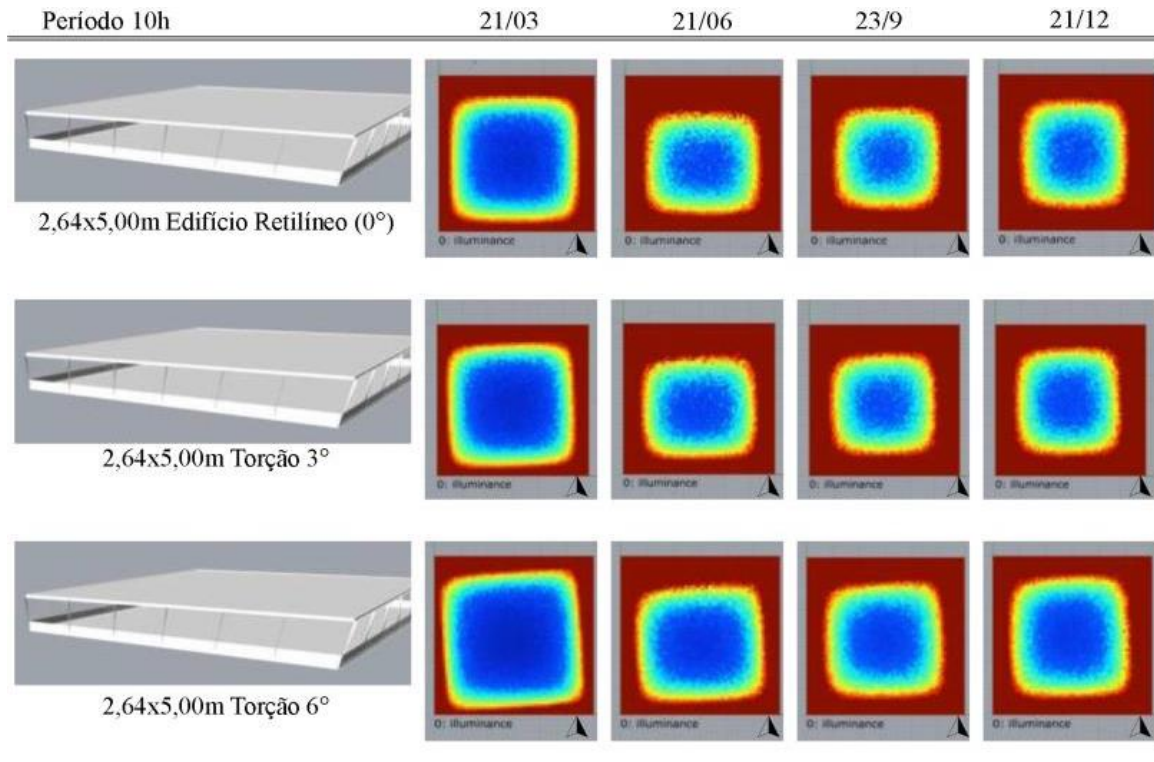 Período 10h 21/03 21/06 23/9 21/12
2,64x5,00m Edifício Retilíneo (0°)
0: illuminance 0: illuminance 0: illuminance 0: illuminance
2,64x5,00m Torção 3°
0: illuminance 0: illuminance 0: illuminance 0: illuminance
2,64x5,00m Torção 6°
0: illuminance 0: illuminance 0: illuminance 0: illuminance